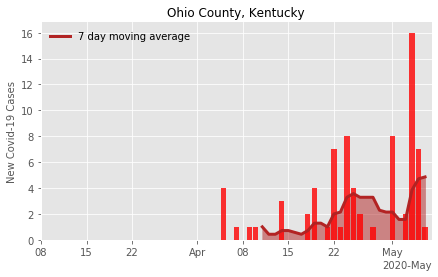 Ohio County, Kentucky
7 day moving average
New Covid-19 Cases
16
14
12
10
8
6
4
2
0
08 15 22 Apr 08 15 22 May
2020-May